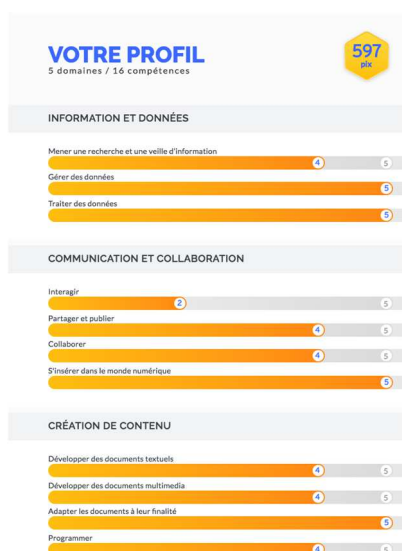 VOTRE PROFIL
5 domaines / 16 compétences
597
pix
INFORMATION ET DONNÉES
Mener une recherche et une veille d'information
4 5
Gérer des données
5
Traiter des données
5
COMMUNICATION ET COLLABORATION
Interagir
2 5
Partager et publier
4 5
Collaborer
4 5
S'insérer dans le monde numérique
5
CRÉATION DE CONTENU
Développer des documents textuels
4 5
Développer des documents multimedia
4 5
Adapter les documents à leur finalité
5
Programmer
4 5